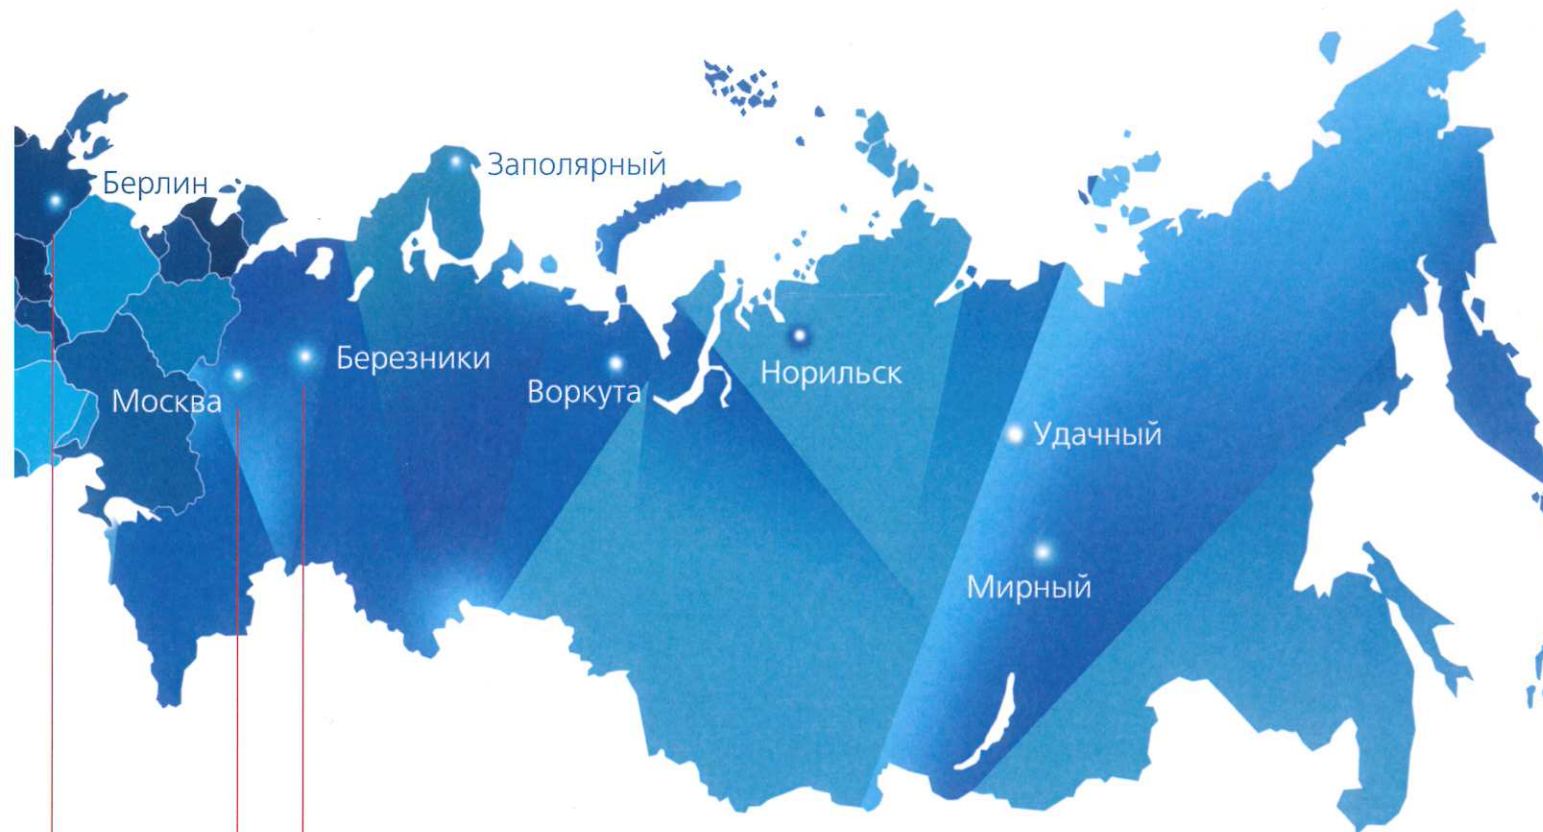 Заполярный
Берлин
Березники
Воркута
Норильск
Москва
Удачный
Мирный